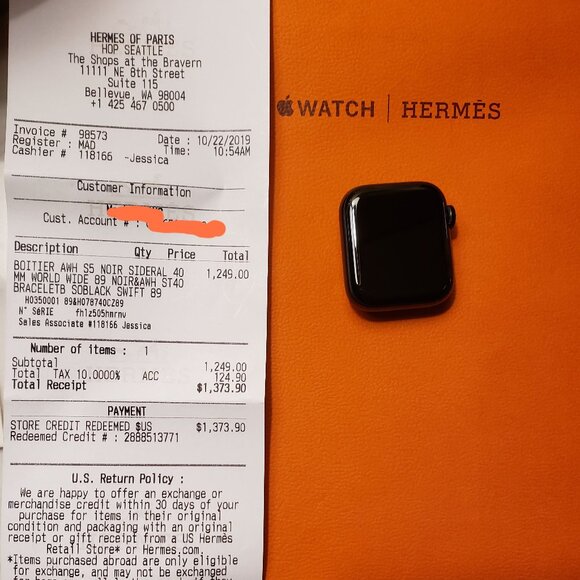 HERMES OF PARIS
HOP SEATTLE
The Shops at the Bravern
11111 NE 8th Street
Suite 115
Bellevue, WA 98004
+1 425 467 0500
Invoice # 98573 Date : 10/22/2019
Register : MAD Time: 10:54AM
Cashier # 118166 -Jessica
Customer Information
Cust. Account # :
Description Qty Price Total
BOITIER AWH S5 NOIR SIDERAL 40 1,249.00
MM WORLD WIDE 89 NOIR&AWH ST40
BRACELETB SOBLACK SWIFT 89
H0350001 89&H078740CZ89
N° SéRIE fhlz505hmrnv
Sales Associate #118166 Jessica
Number of items : 1
Subtotal 1,249.00
Total TAX 10.0000% ACC 124.90
Total Receipt $1,373.90
PAYMENT
STORE CREDIT REDEEMED $US $1,373.90
Redeemed Credit # : 2888513771
U.S. Return Policy :
We are happy to offer an exchange or
merchandise credit within 30 days of your
purchase for items in their original
condition and packaging with an original
receipt or gift receipt from a US Hermès
Retail Store* or Hermes.com.
*Items purchased abroad are only eligible
for exchange, and may not be exchanged
WATCH | HERMÈS